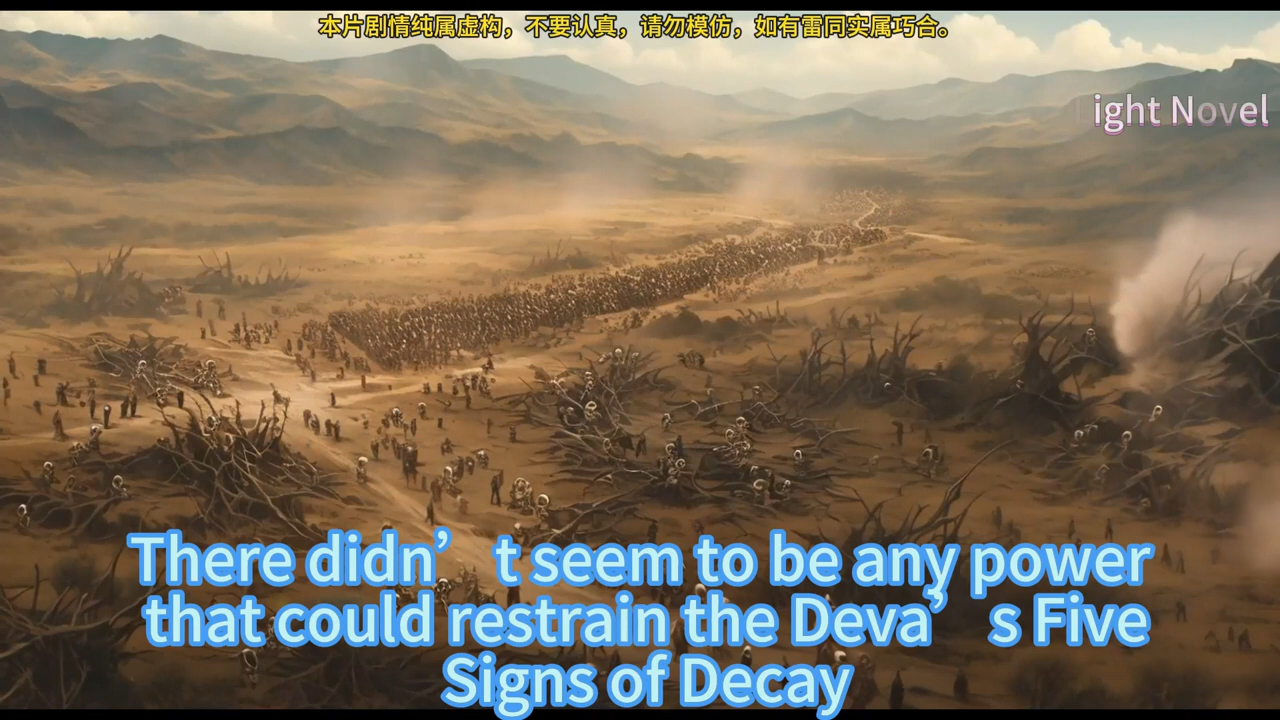 本片剧情纯属虚构，不要认真，请勿模仿，如有雷同实属巧合。
ight Novel
There didn’ t seem to be any power
that could restrain the Deva’ s Five
Signs of Decay